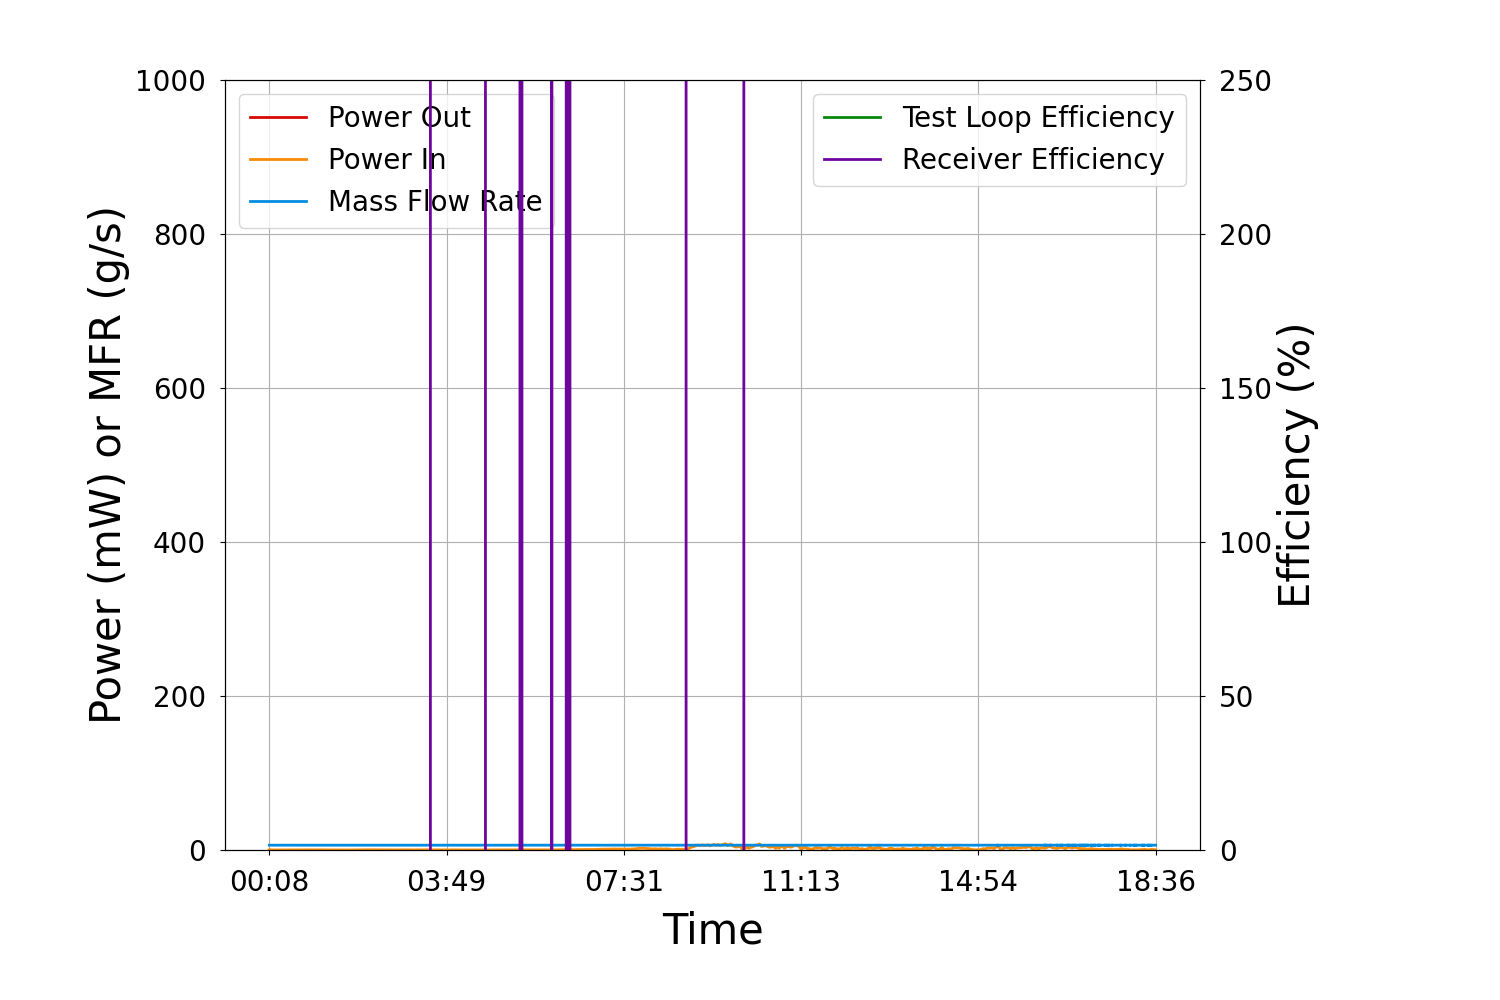 1000
800
600
400
200
0
Power (mW) or MFR (g/s)
Power Out
Power In
Mass Flow Rate
Test Loop Efficiency
Receiver Efficiency
250
200
150
100
50
0
Efficiency (%)
00:08 03:49 07:31 11:13 14:54 18:36
Time